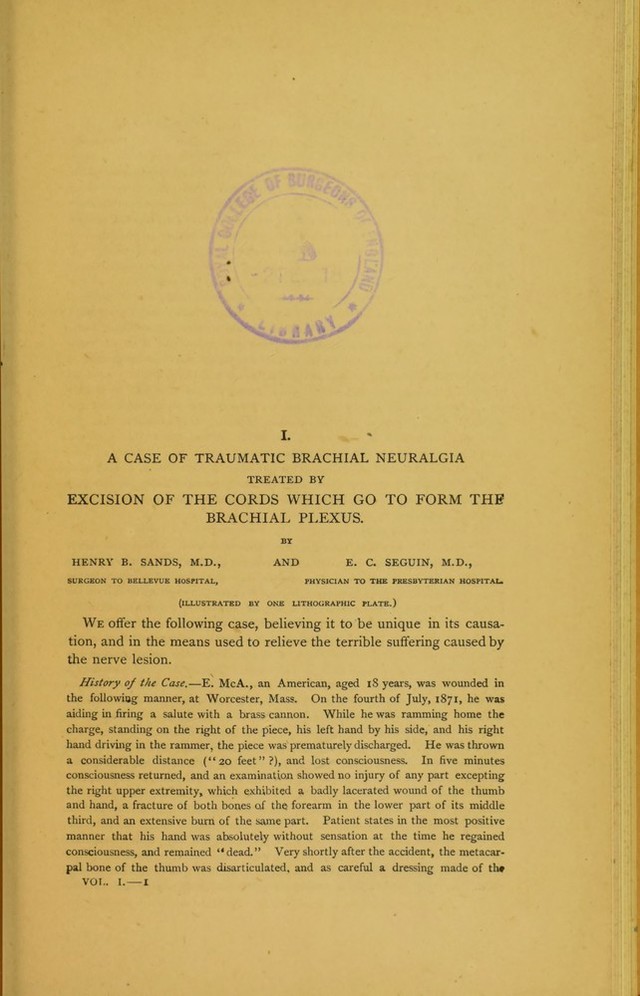 ROYAL COLLEGE OF SURGEONS OF ENGLAND
LIBRARY
I.
A CASE OF TRAUMATIC BRACHIAL NEURALGIA
TREATED BY
EXCISION OF THE CORDS WHICH GO TO FORM THE
BRACHIAL PLEXUS.
BY
HENRY B. SANDS, M.D., AND E. C. SEGUIN, M.D.,
SURGEON TO BELLEVUE HOSPITAL, PHYSICIAN TO THE PRESBYTERIAN HOSPITAL.
(ILLUSTRATED BY ONE LITHOGRAPHIC PLATE.)
WE offer the following case, believing it to be unique in its causa-
tion, and in the means used to relieve the terrible suffering caused by
the nerve lesion.
History of the Case.—E. McA., an American, aged 18 years, was wounded in
the following manner, at Worcester, Mass. On the fourth of July, 1871, he was
aiding in firing a salute with a brass cannon. While he was ramming home the
charge, standing on the right of the piece, his left hand by his side, and his right
hand driving in the rammer, the piece was prematurely discharged. He was thrown
a considerable distance ("20 feet"?), and lost consciousness. In five minutes
consciousness returned, and an examination showed no injury of any part excepting
the right upper extremity, which exhibited a badly lacerated wound of the thumb
and hand, a fracture of both bones of the forearm in the lower part of its middle
third, and an extensive burn of the same part. Patient states in the most positive
manner that his hand was absolutely without sensation at the time he regained
consciousness, and remained "dead." Very shortly after the accident, the metacar-
pal bone of the thumb was disarticulated, and as careful a dressing made of the
VOL. I.—1